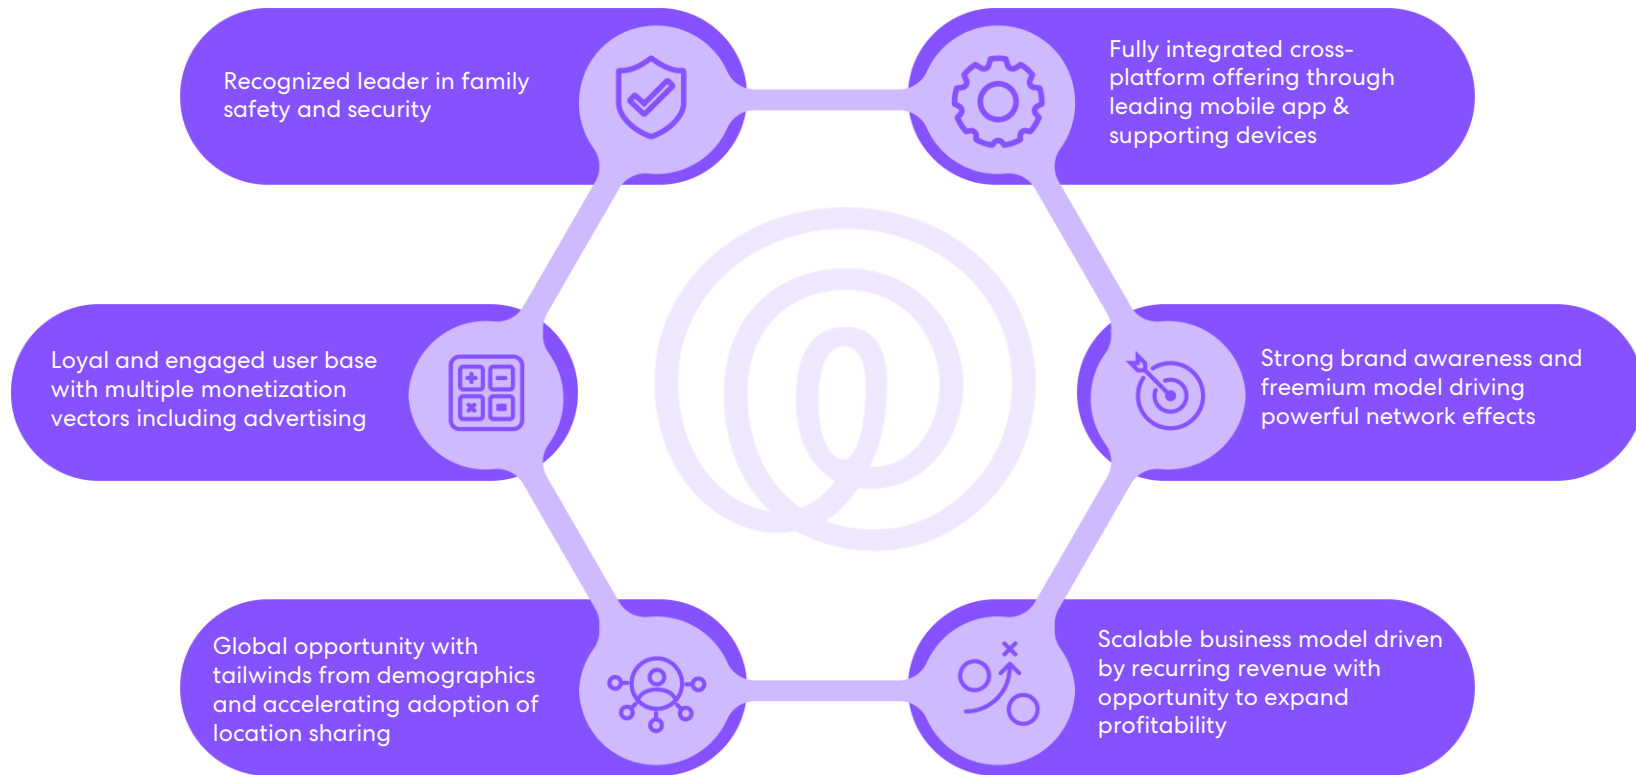 Recognized leader in family
safety and security
Fully integrated cross-
platform offering through
leading mobile app &
supporting devices
Loyal and engaged user base
with multiple monetization
vectors including advertising
Strong brand awareness and
freemium model driving
powerful network effects
Global opportunity with
tailwinds from demographics
and accelerating adoption of
location sharing
Scalable business model driven
by recurring revenue with
opportunity to expand
profitability